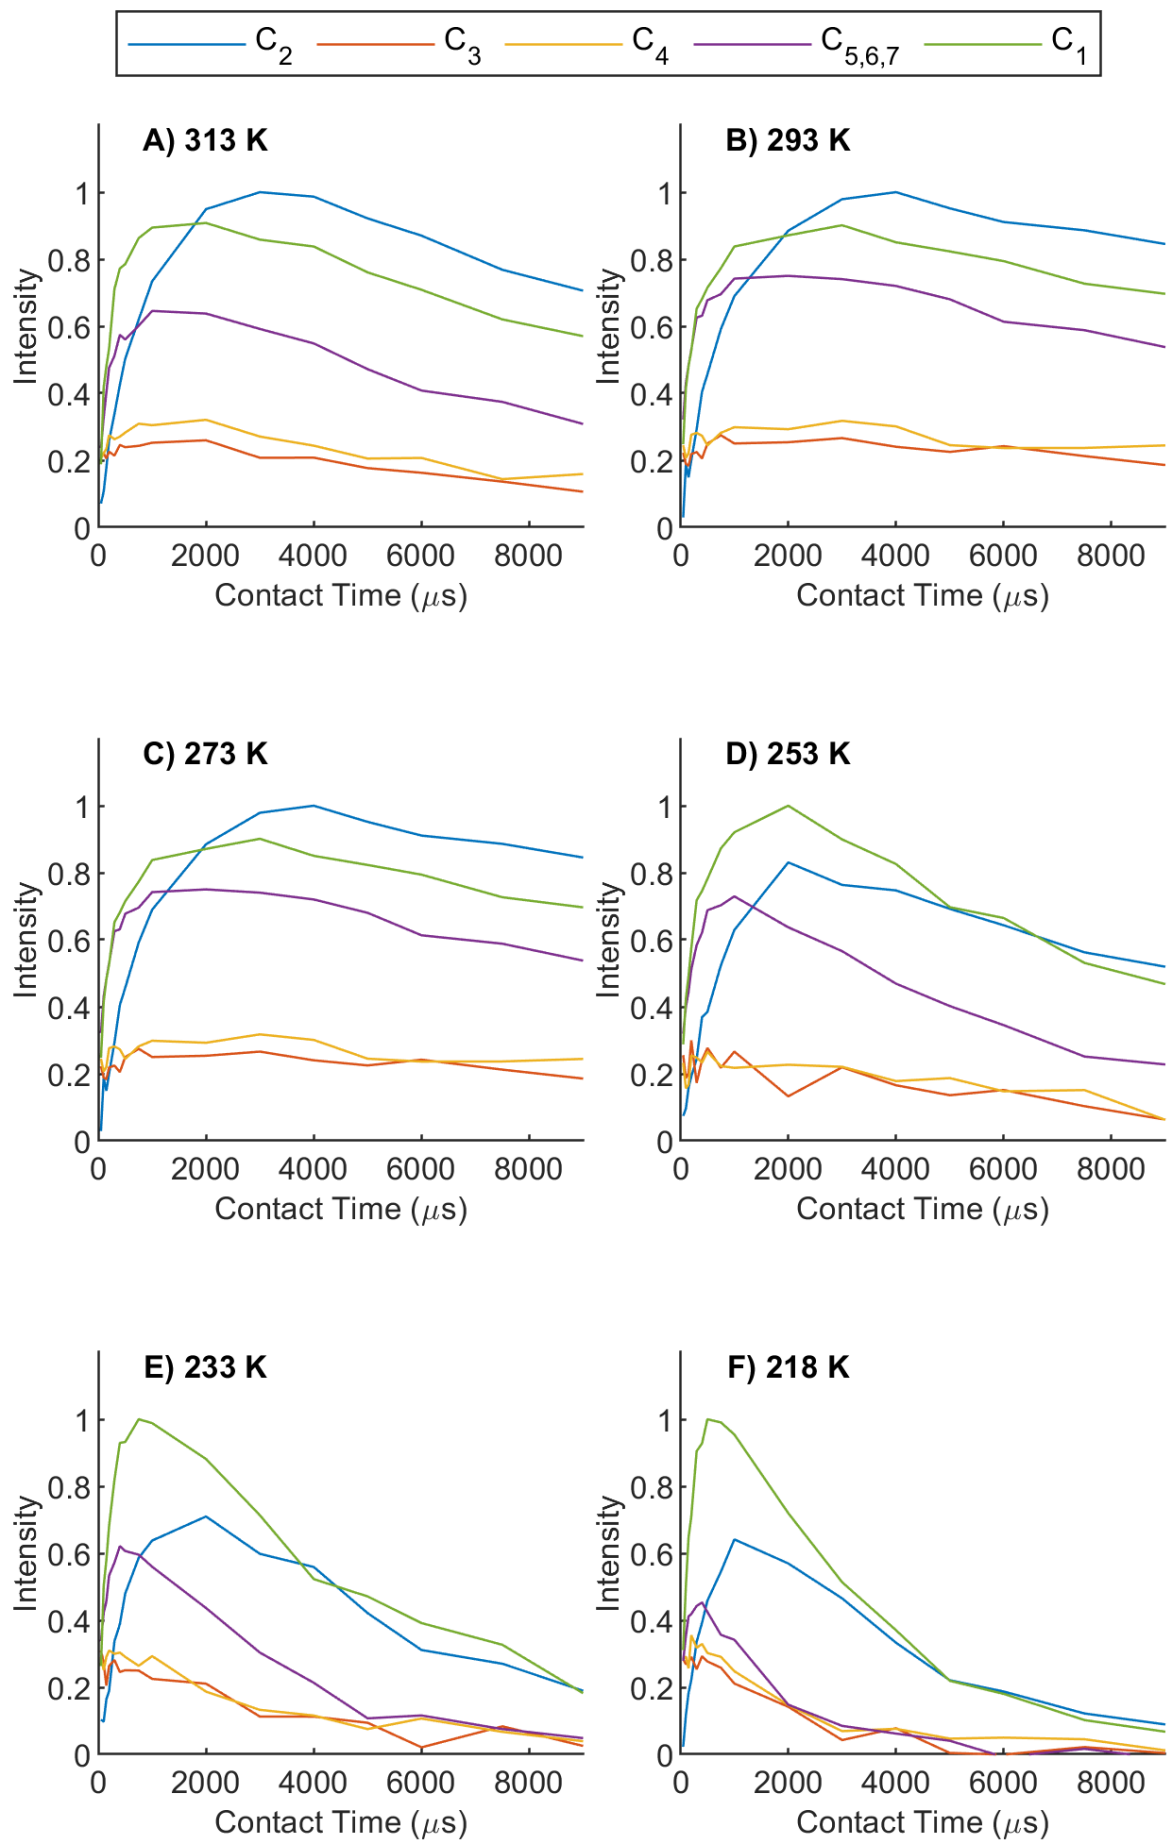 C2 C3 C4 C5,6,7 C1
A) 313 K
Intensity
1
0.8
0.6
0.4
0.2
0
0 2000 4000 6000 8000
Contact Time (μs)
B) 293 K
Intensity
1
0.8
0.6
0.4
0.2
0
0 2000 4000 6000 8000
Contact Time (μs)
C) 273 K
Intensity
1
0.8
0.6
0.4
0.2
0
0 2000 4000 6000 8000
Contact Time (μs)
D) 253 K
Intensity
1
0.8
0.6
0.4
0.2
0
0 2000 4000 6000 8000
Contact Time (μs)
E) 233 K
Intensity
1
0.8
0.6
0.4
0.2
0
0 2000 4000 6000 8000
Contact Time (μs)
F) 218 K
Intensity
1
0.8
0.6
0.4
0.2
0
0 2000 4000 6000 8000
Contact Time (μs)